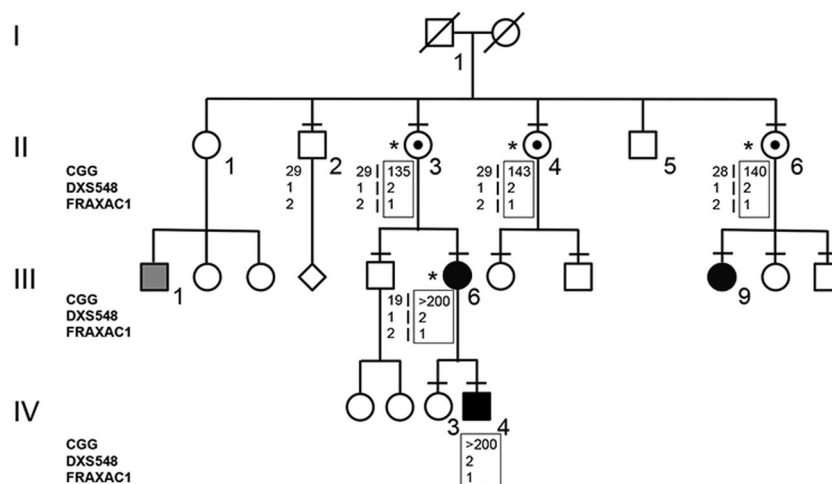 I
1
II
1
2
* 3
* 4
5
* 6
CGG 29 29 135 29 143 28 140
DXS548 1 1 2 1 2 1 2
FRAXAC1 2 2 1 2 1 2 1
III
1
* 6
9
CGG 19 >200
DXS548 1 2
FRAXAC1 2 1
IV
3
4
CGG >200
DXS548 2
FRAXAC1 1